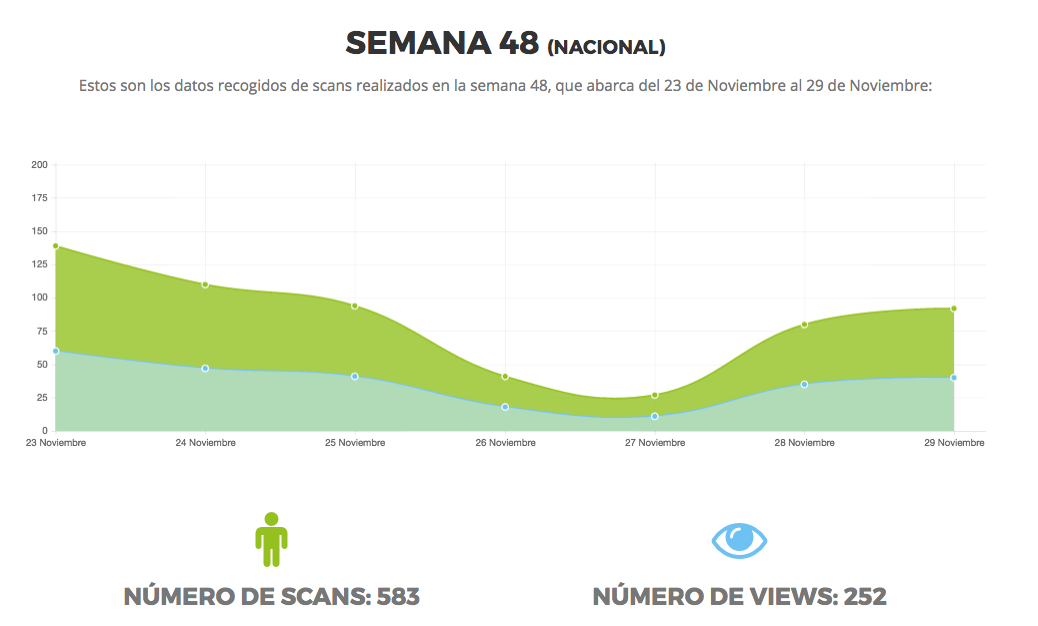 SEMANA 48 (NACIONAL)
Estos son los datos recogidos de scans realizados en la semana 48, que abarca del 23 de Noviembre al 29 de Noviembre:
200
175
150
125
100
75
50
25
0
23 Noviembre
24 Noviembre
25 Noviembre
26 Noviembre
27 Noviembre
28 Noviembre
29 Noviembre
NÚMERO DE SCANS: 583
NÚMERO DE VIEWS: 252